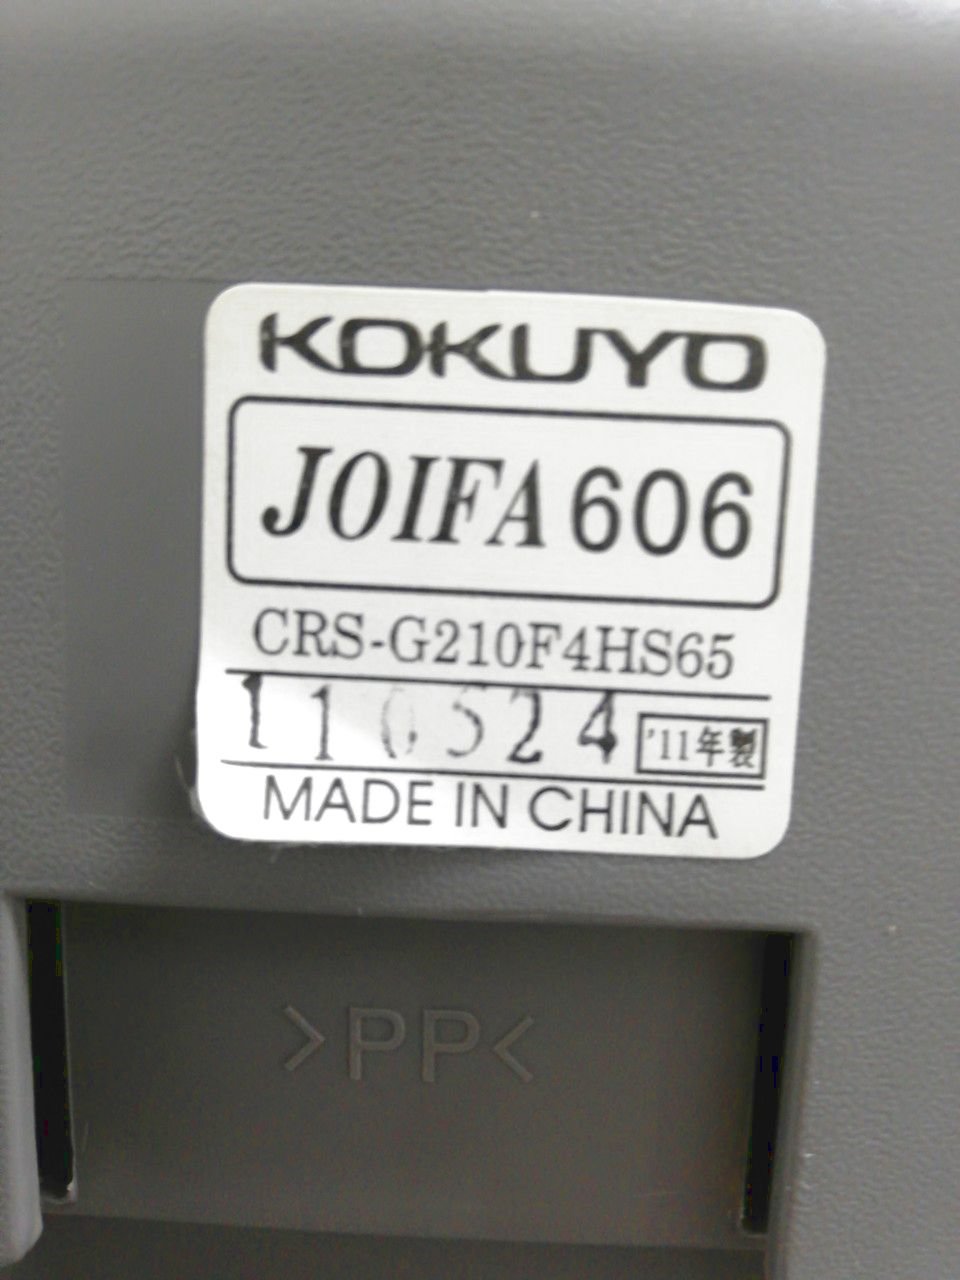 KOKUYO
JOIFA 606
CRS-G210F4HS65
110524 '11年製
MADE IN CHINA
>PP<